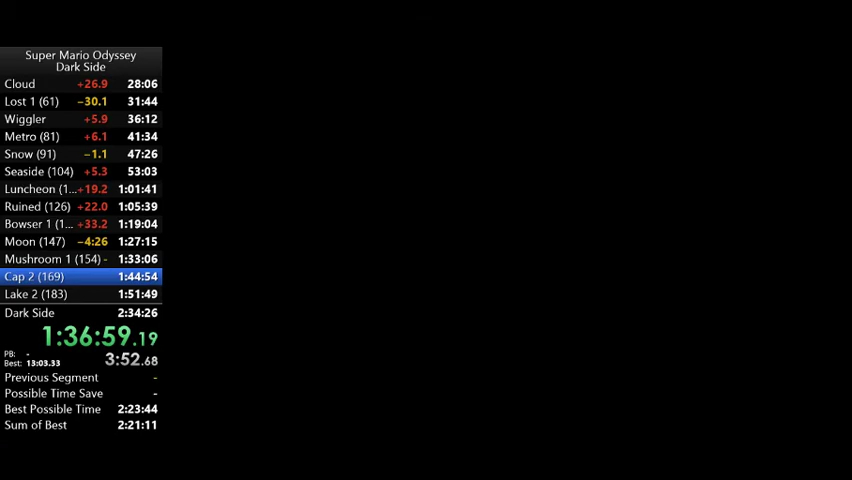 Super Mario Odyssey
Dark Side
Cloud +26.9 28:06
Lost 1 (61) −30.1 31:44
Wiggler +5.9 36:12
Metro (81) +6.1 41:34
Snow (91) −1.1 47:26
Seaside (104) +5.3 53:03
Luncheon (1... +19.2 1:01:41
Ruined (126) +22.0 1:05:39
Bowser 1 (1... +33.2 1:19:04
Moon (147) −4:26 1:27:15
Mushroom 1 (154) - 1:33:06
Cap 2 (169) 1:44:54
Lake 2 (183) 1:51:49
Dark Side 2:34:26
1:36:59.19
PB: -
Best: 13:03.33 3:52.68
Previous Segment -
Possible Time Save -
Best Possible Time 2:23:44
Sum of Best 2:21:11